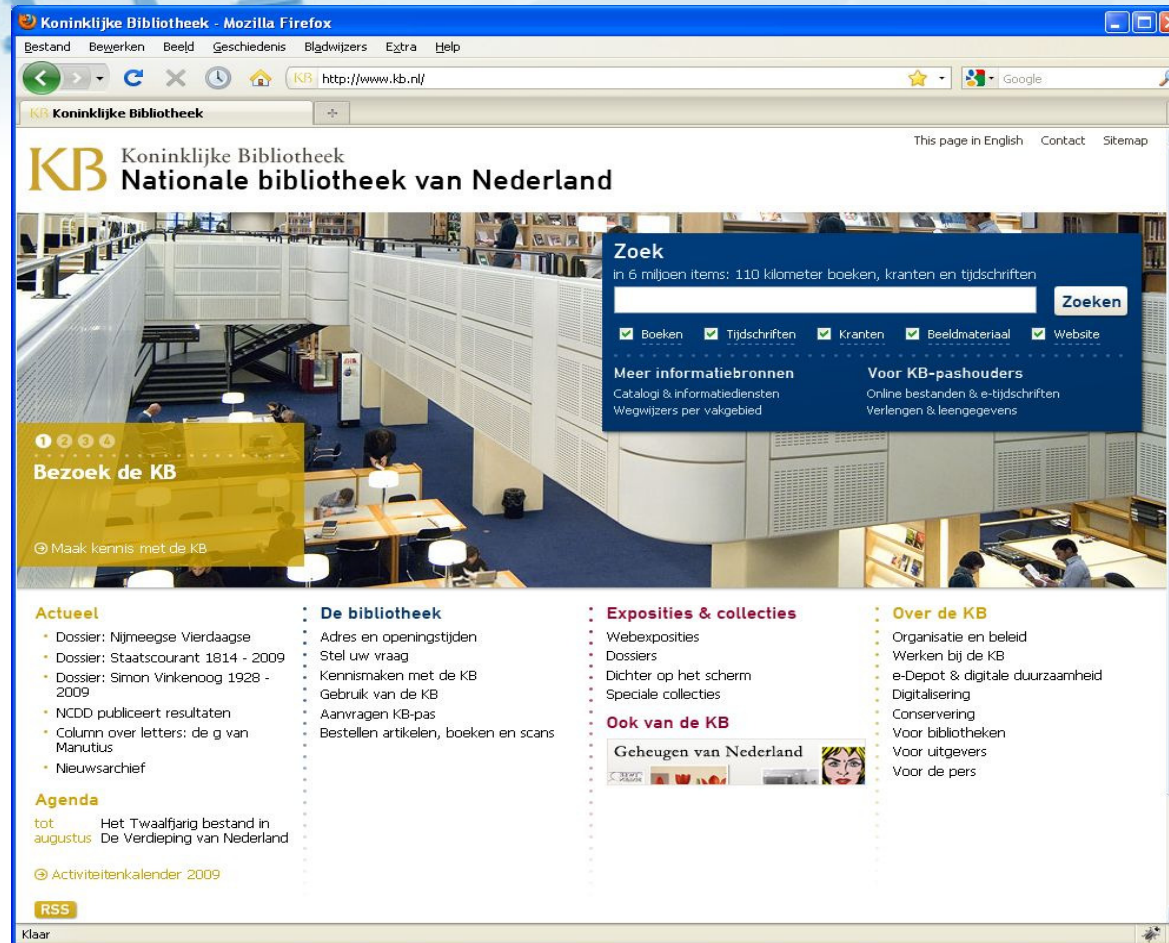 Koninklijke Bibliotheek - Mozilla Firefox
Bestand Bewerken Beeld Geschiedenis Bladwijzers Extra Help
KB http://www.kb.nl/ Google
KB Koninklijke Bibliotheek
This page in English Contact Sitemap
KB Koninklijke Bibliotheek
Nationale bibliotheek van Nederland
Zoek
in 6 miljoen items: 110 kilometer boeken, kranten en tijdschriften
Zoeken
Boeken Tijdschriften Kranten Beeldmateriaal Website
Meer informatiebronnen
Catalogi & informatiediensten
Wegwijzers per vakgebied
Voor KB-pashouders
Online bestanden & e-tijdschriften
Verlengen & leengegevens
1 2 3 4
Bezoek de KB
Maak kennis met de KB
Actueel
Dossier: Nijmeegse Vierdaagse
Dossier: Staatscourant 1814 - 2009
Dossier: Simon Vinkenoog 1928 -
2009
NCDD publiceert resultaten
Column over letters: de g van
Manutius
Nieuwsarchief
Agenda
tot Het Twaalfjarig bestand in
augustus De Verdieping van Nederland
Activiteitenkalender 2009
RSS
De bibliotheek
Adres en openingstijden
Stel uw vraag
Kennismaken met de KB
Gebruik van de KB
Aanvragen KB-pas
Bestellen artikelen, boeken en scans
Exposities & collecties
Webexposities
Dossiers
Dichter op het scherm
Speciale collecties
Ook van de KB
Geheugen van Nederland
Over de KB
Organisatie en beleid
Werken bij de KB
e-Depot & digitale duurzaamheid
Digitalisering
Conservering
Voor bibliotheken
Voor uitgevers
Voor de pers
Klaar